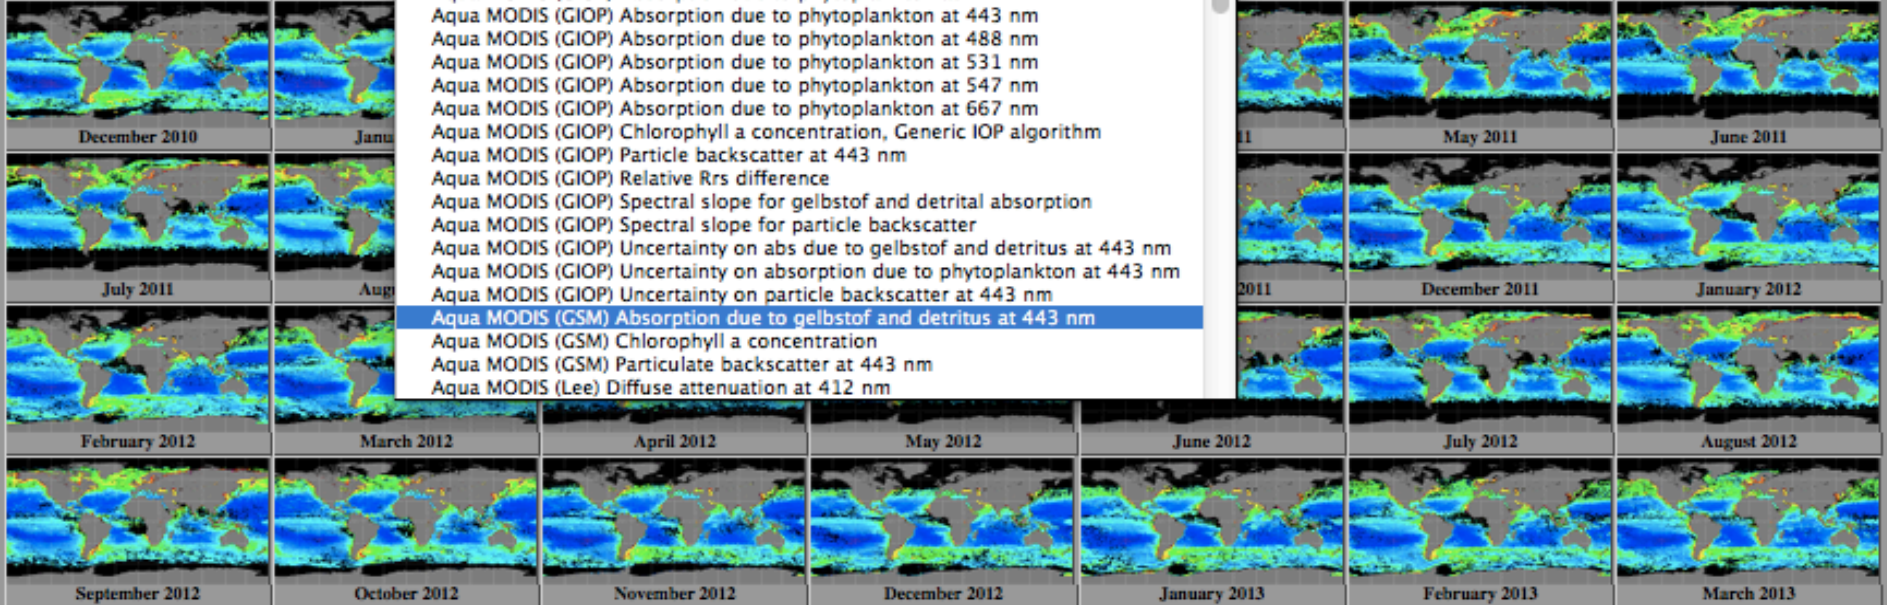 Aqua MODIS (GIOP) Absorption due to phytoplankton at 443 nm
Aqua MODIS (GIOP) Absorption due to phytoplankton at 488 nm
Aqua MODIS (GIOP) Absorption due to phytoplankton at 531 nm
Aqua MODIS (GIOP) Absorption due to phytoplankton at 547 nm
Aqua MODIS (GIOP) Absorption due to phytoplankton at 667 nm
Aqua MODIS (GIOP) Chlorophyll a concentration, Generic IOP algorithm
Aqua MODIS (GIOP) Particle backscatter at 443 nm
Aqua MODIS (GIOP) Relative Rrs difference
Aqua MODIS (GIOP) Spectral slope for gelbstof and detrital absorption
Aqua MODIS (GIOP) Spectral slope for particle backscatter
Aqua MODIS (GIOP) Uncertainty on abs due to gelbstof and detritus at 443 nm
Aqua MODIS (GIOP) Uncertainty on absorption due to phytoplankton at 443 nm
Aqua MODIS (GIOP) Uncertainty on particle backscatter at 443 nm
Aqua MODIS (GSM) Absorption due to gelbstof and detritus at 443 nm
Aqua MODIS (GSM) Chlorophyll a concentration
Aqua MODIS (GSM) Particulate backscatter at 443 nm
Aqua MODIS (Lee) Diffuse attenuation at 412 nm
December 2010
Janu
11
May 2011
June 2011
July 2011
Aug
2011
December 2011
January 2012
February 2012
March 2012
April 2012
May 2012
June 2012
July 2012
August 2012
September 2012
October 2012
November 2012
December 2012
January 2013
February 2013
March 2013